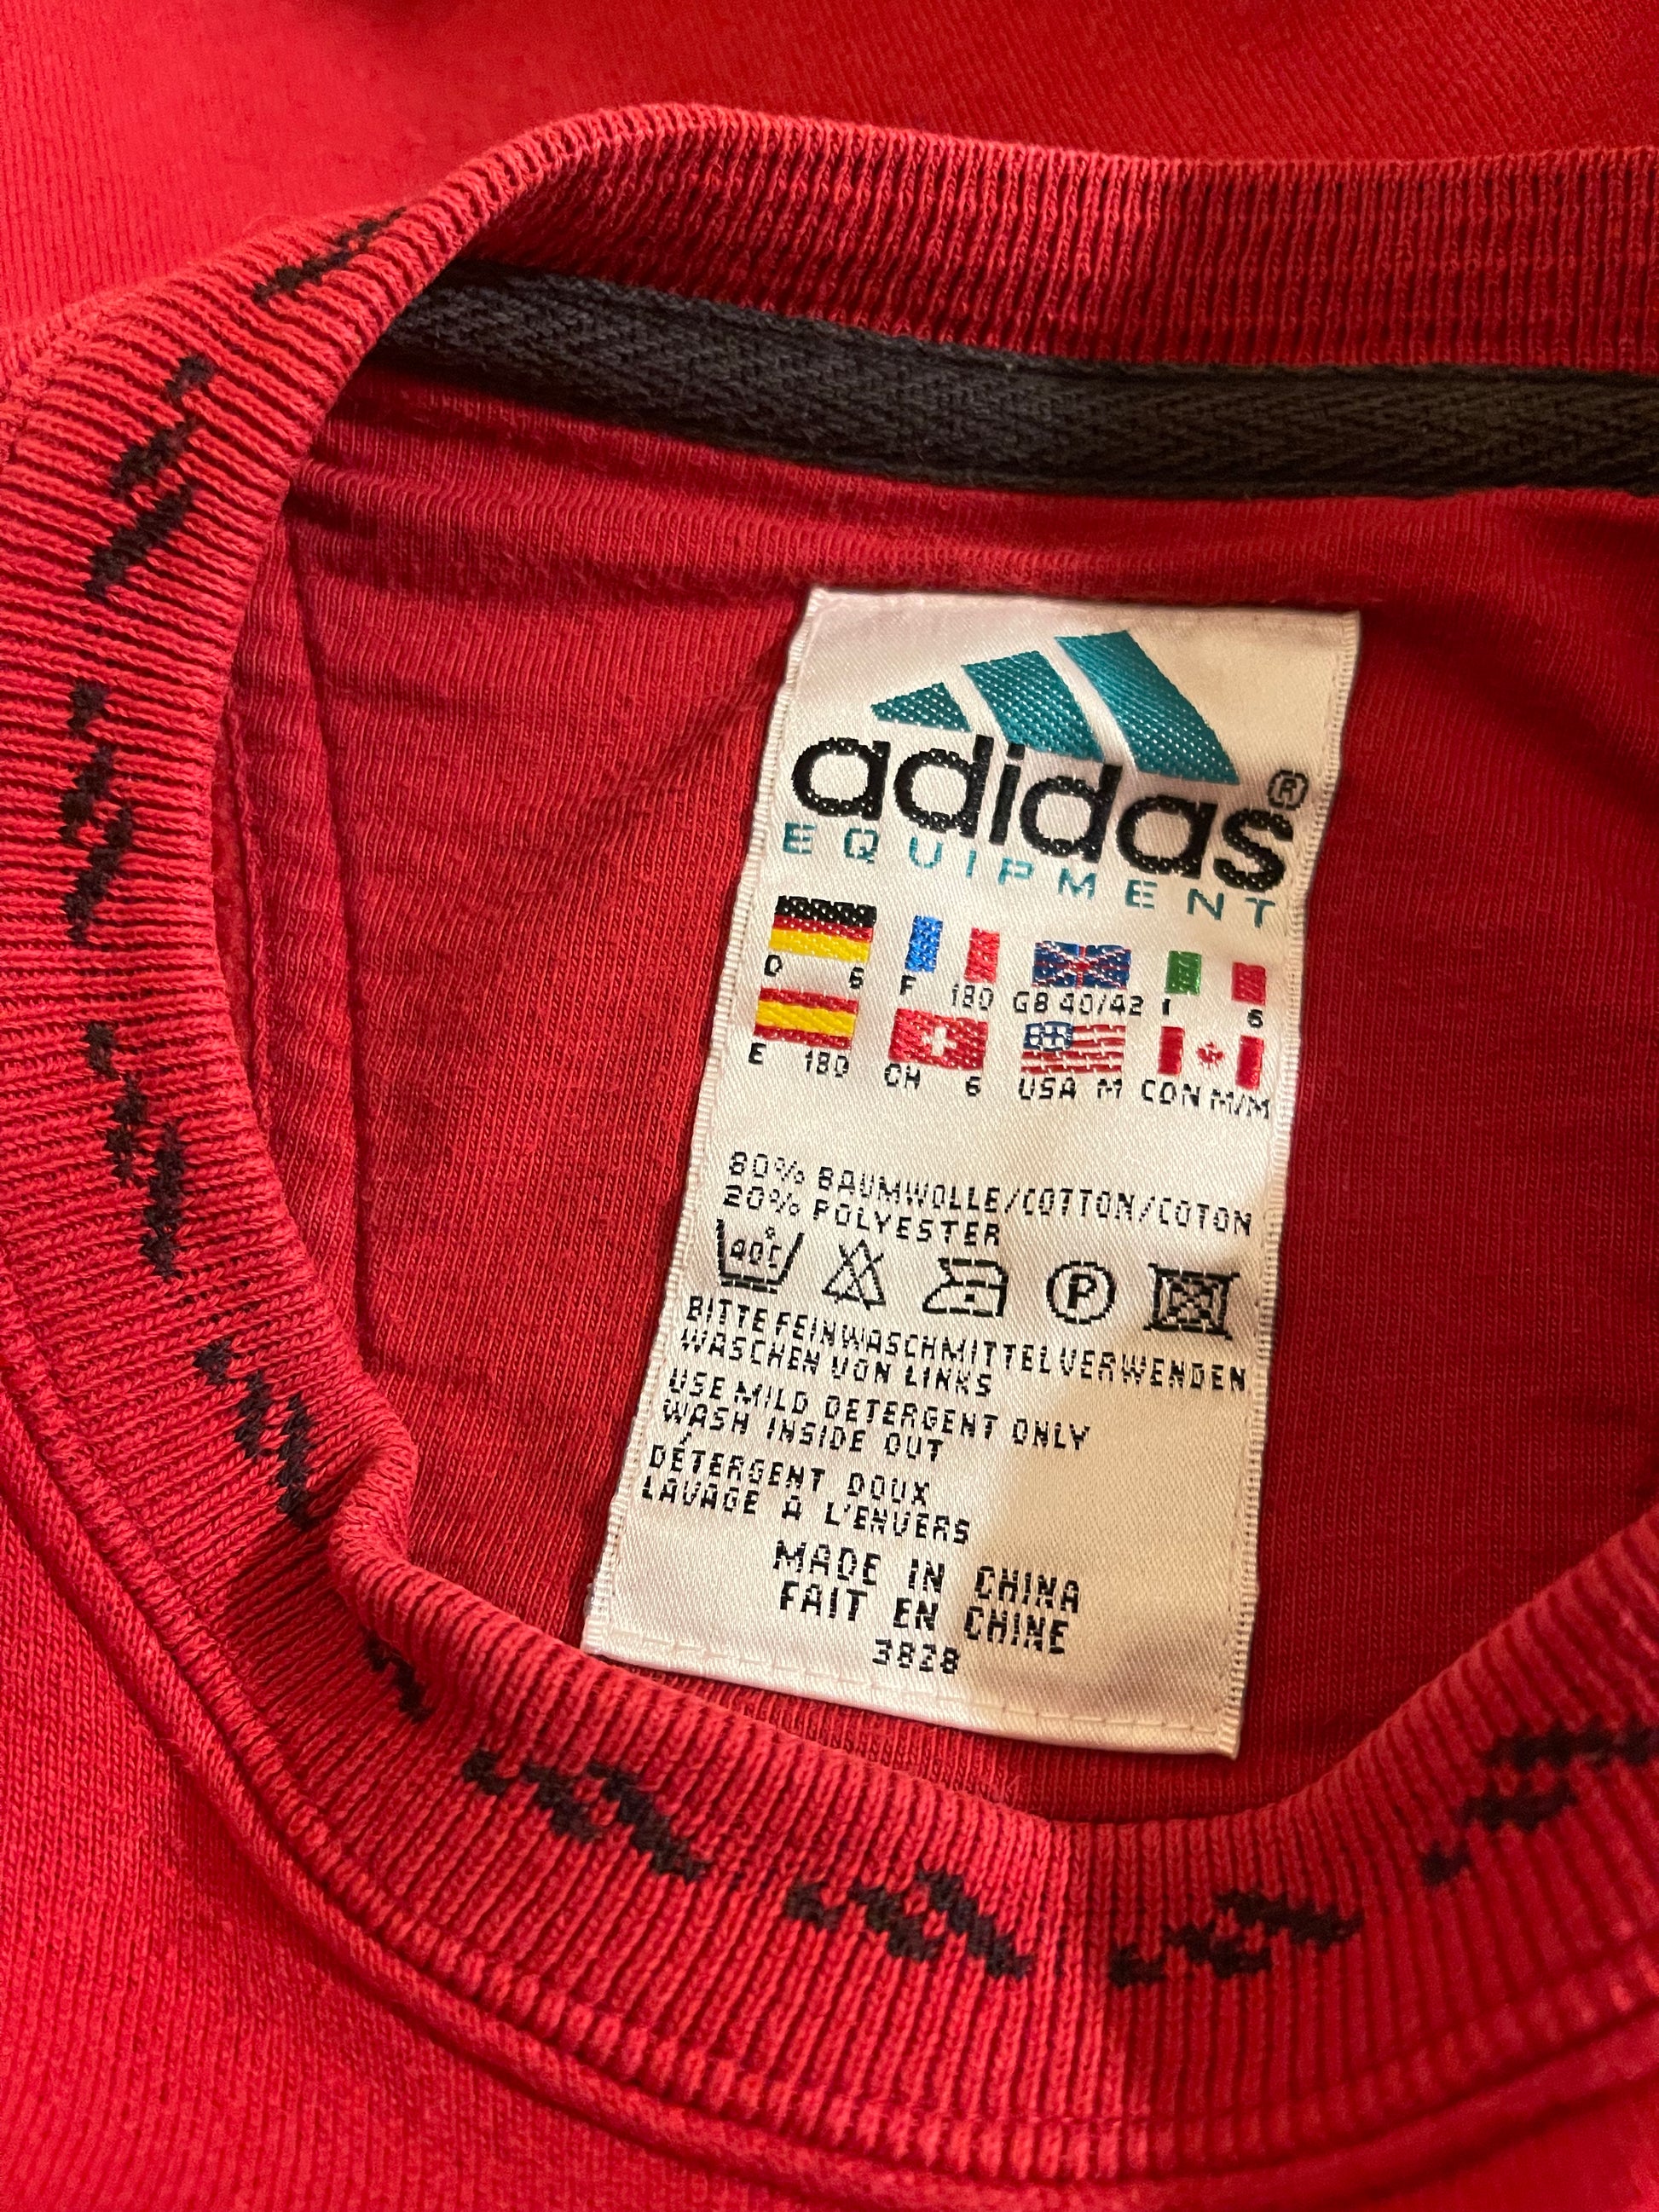 adidas®
EQUIPMENT
D 6 F 180 GB 40/42 I 6
E 180 CH 6 USA M CDN M/M
80% BAUMWOLLE/COTTON/COTON
20% POLYESTER
40°C P
BITTE FEINWASCHMITTEL VERWENDEN
WASCHEN VON LINKS
USE MILD DETERGENT ONLY
WASH INSIDE OUT
DÉTERGENT DOUX
LAVAGE A L'ENVERS
MADE IN CHINA
FAIT EN CHINE
3828